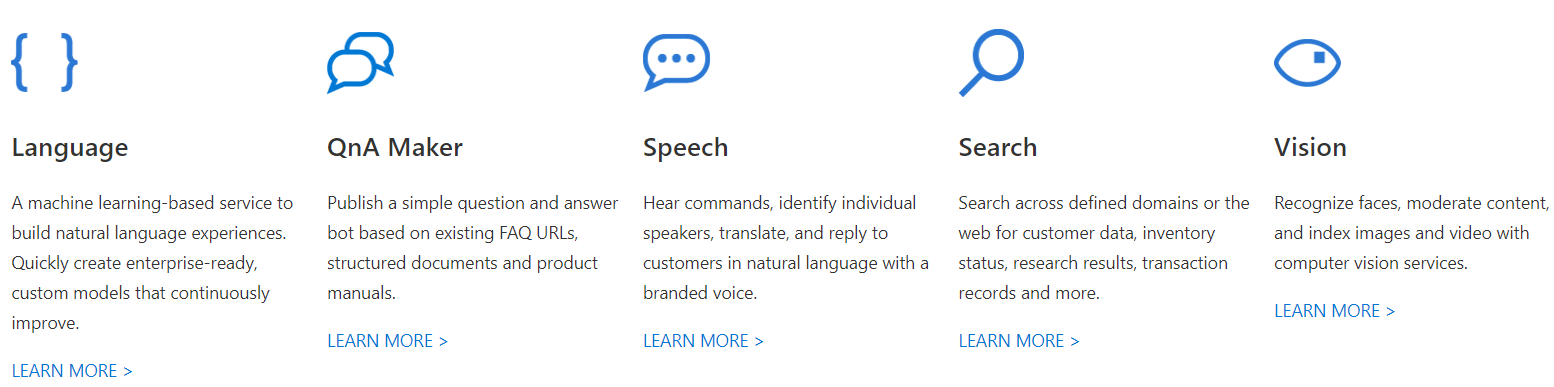 Language
A machine learning-based service to
build natural language experiences.
Quickly create enterprise-ready,
custom models that continuously
improve.
LEARN MORE >
QnA Maker
Publish a simple question and answer
bot based on existing FAQ URLs,
structured documents and product
manuals.
LEARN MORE >
Speech
Hear commands, identify individual
speakers, translate, and reply to
customers in natural language with a
branded voice.
LEARN MORE >
Search
Search across defined domains or the
web for customer data, inventory
status, research results, transaction
records and more.
LEARN MORE >
Vision
Recognize faces, moderate content,
and index images and video with
computer vision services.
LEARN MORE >